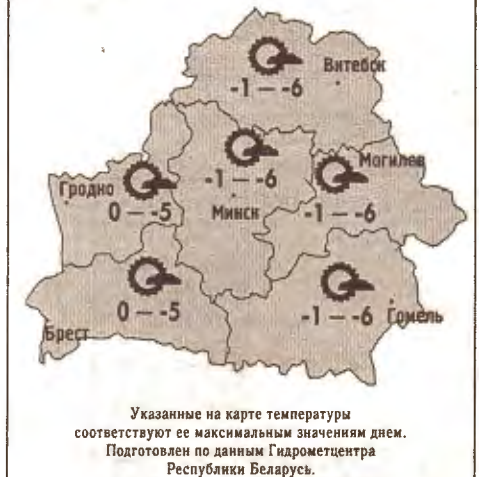 Витебск
-1 — -6
Могилев
-1 — -6
Гродно
-1 — -6
0 — -5
Минск
0 — -5
-1 — -6
Гомель
Брест
Указанные на карте температуры
соответствуют ее максимальным значениям днем.
Подготовлен по данным Гидрометцентра
Республики Беларусь.